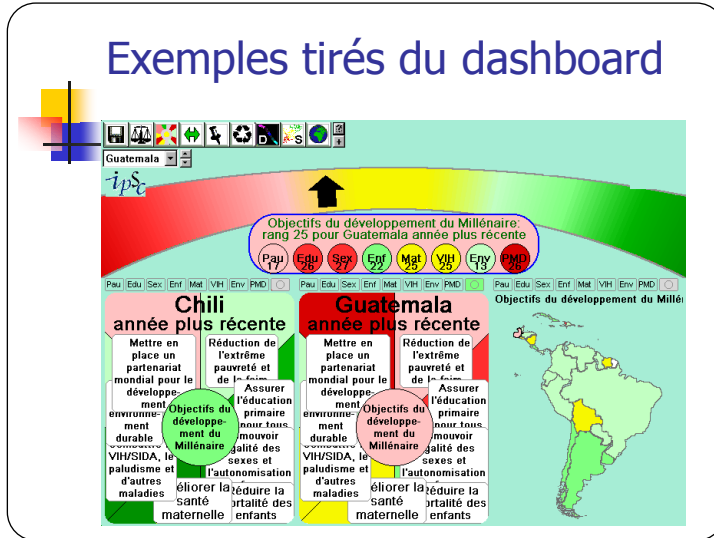 Exemples tirés du dashboard
Guatemala
ipsc
Objectifs du développement du Millénaire:
rang 25 pour Guatemala année plus récente
Pau Edu Sex Enf Mat VIH Env PMD
17 26 27 22 25 25 13 26
Pau Edu Sex Enf Mat VIH Env PMD
Pau Edu Sex Enf Mat VIH Env PMD
Pau Edu Sex Enf Mat VIH Env PMD
Chili
année plus récente
Mettre en
place un
partenariat
mondial pour le
développe-
ment
Réduction de
l'extrême
pauvreté et
de la faim
Assurer
l'éducation
primaire
pour tous
environne-
ment
durable
Objectifs du
développe-
ment du
Millénaire
mouvoir
galité des
sexes et
l'autonomisation
VIH/SIDA, le
paludisme et
d'autres
maladies
éliorer la
santé
maternelle
Réduire la
ortalité des
enfants
Guatemala
année plus récente
Mettre en
place un
partenariat
mondial pour le
développe-
ment
Réduction de
l'extrême
pauvreté et
de la faim
Assurer
l'éducation
primaire
pour tous
environne-
ment
durable
Objectifs du
développe-
ment du
Millénaire
mouvoir
galité des
sexes et
l'autonomisation
VIH/SIDA, le
paludisme et
d'autres
maladies
éliorer la
santé
maternelle
Réduire la
ortalité des
enfants
Objectifs du développement du Millé